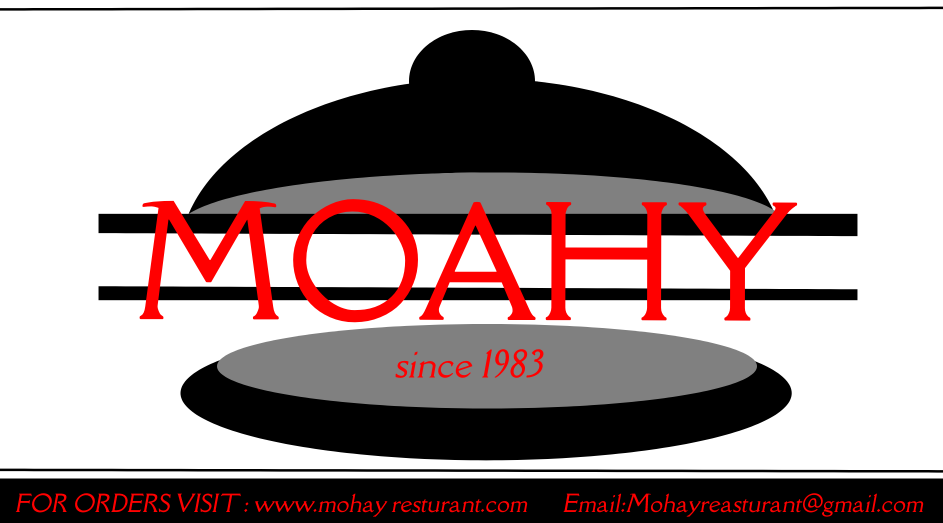 MOAHY
since 1983
FOR ORDERS VISIT : www.mohay resturant.com Email:Mohayreasturant@gmail.com